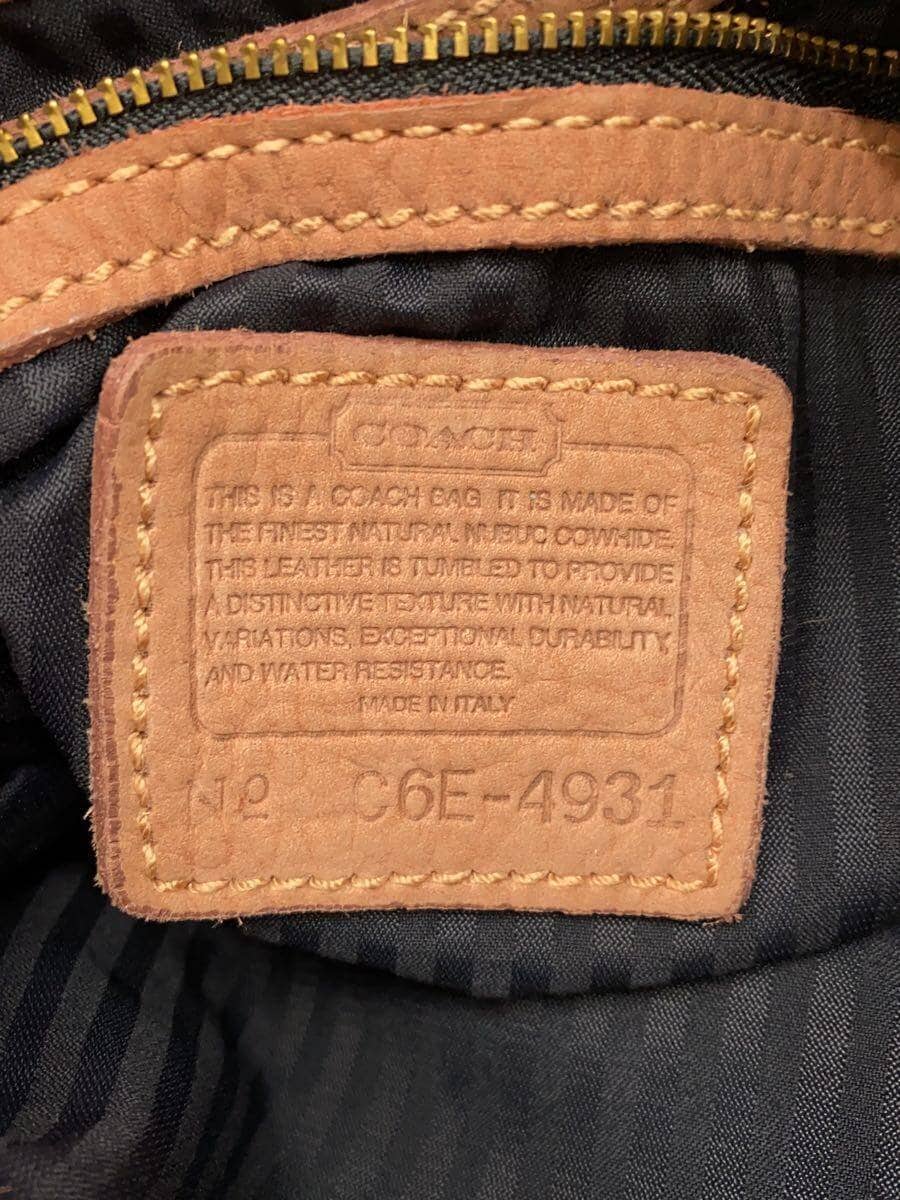 COACH
THIS IS A COACH BAG. IT IS MADE OF
THE FINEST NATURAL NUBUC COWHIDE.
THIS LEATHER IS TUMBLED TO PROVIDE
A DISTINCTIVE TEXTURE WITH NATURAL
VARIATIONS, EXCEPTIONAL DURABILITY,
AND WATER RESISTANCE.
MADE IN ITALY
No C6E-4931